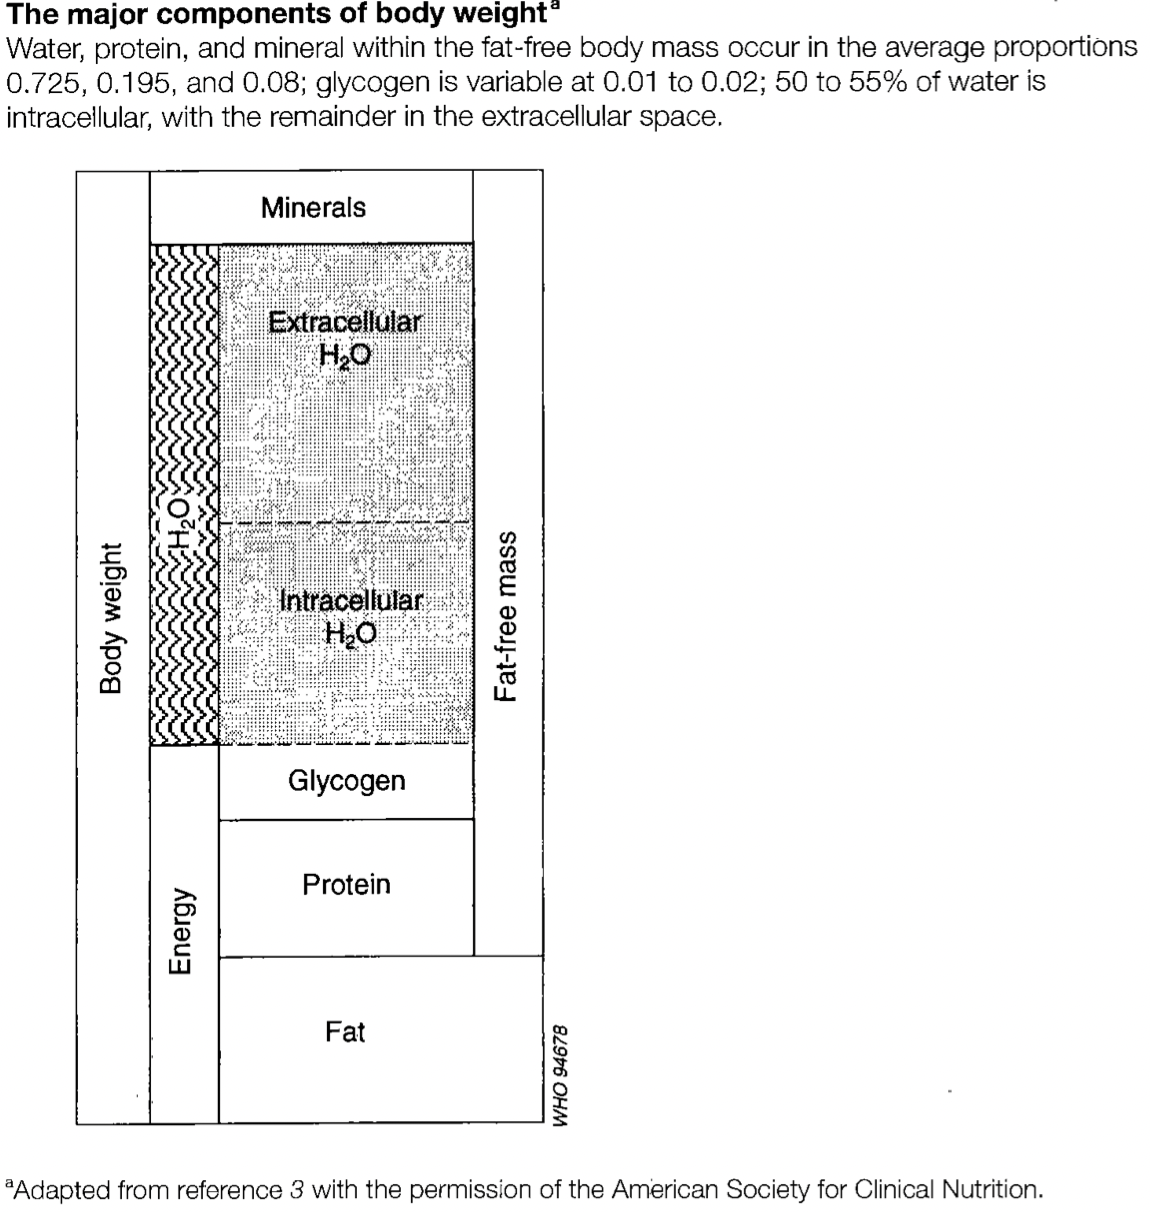 The major components of body weightᵃ
Water, protein, and mineral within the fat-free body mass occur in the average proportions
0.725, 0.195, and 0.08; glycogen is variable at 0.01 to 0.02; 50 to 55% of water is
intracellular, with the remainder in the extracellular space.
Minerals
Extracellular
H₂O
H₂O
Intracellular
H₂O
Body weight
Fat-free mass
Glycogen
Protein
Energy
Fat
WHO 94678
ᵃAdapted from reference 3 with the permission of the American Society for Clinical Nutrition.